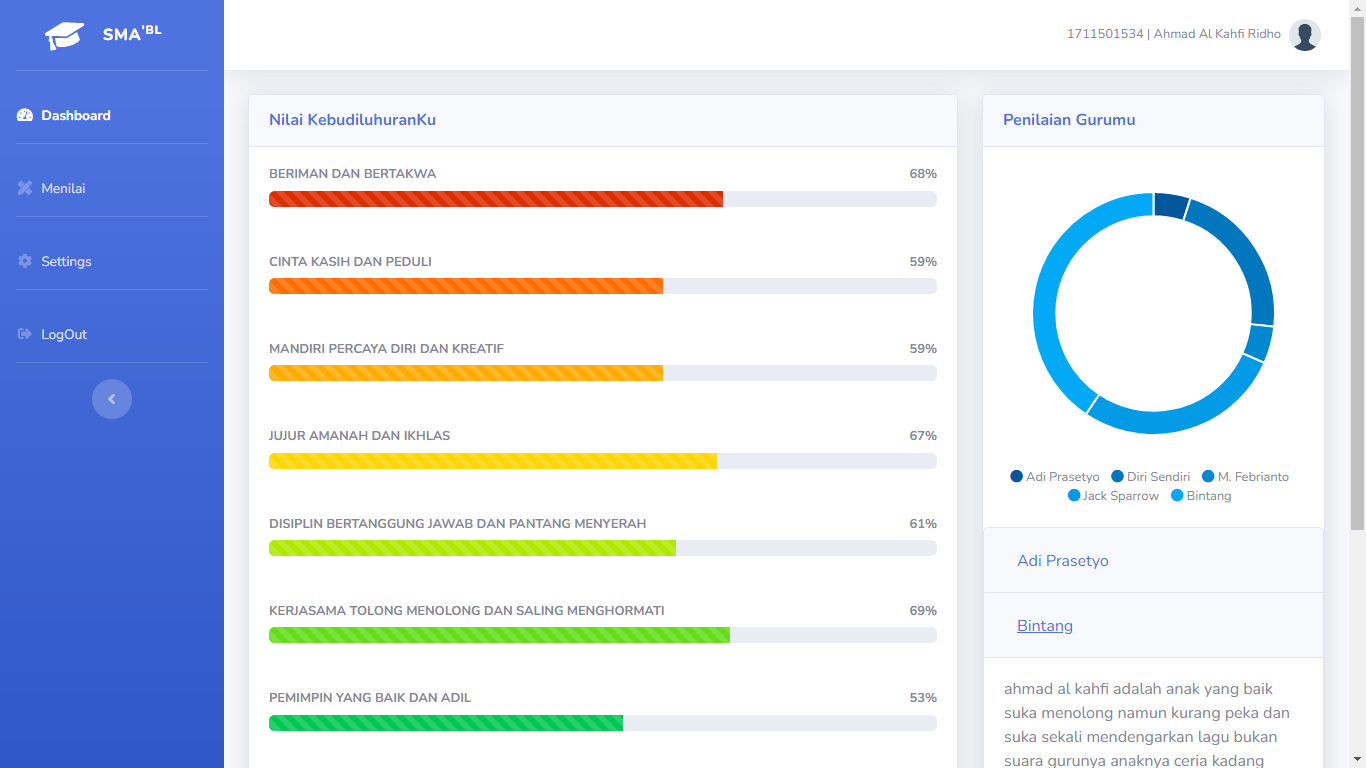 SMA'BL
1711501534 | Ahmad Al Kahfi Ridho
Dashboard
Menilai
Settings
LogOut
Nilai KebudiluhuranKu
BERIMAN DAN BERTAKWA 68%
CINTA KASIH DAN PEDULI 59%
MANDIRI PERCAYA DIRI DAN KREATIF 59%
JUJUR AMANAH DAN IKHLAS 67%
DISIPLIN BERTANGGUNG JAWAB DAN PANTANG MENYERAH 61%
KERJASAMA TOLONG MENOLONG DAN SALING MENGHORMATI 69%
PEMIMPIN YANG BAIK DAN ADIL 53%
Penilaian Gurumu
Adi Prasetyo Diri Sendiri M. Febrianto
Jack Sparrow Bintang
Adi Prasetyo
Bintang
ahmad al kahfi adalah anak yang baik
suka menolong namun kurang peka dan
suka sekali mendengarkan lagu bukan
suara gurunya anaknya ceria kadang